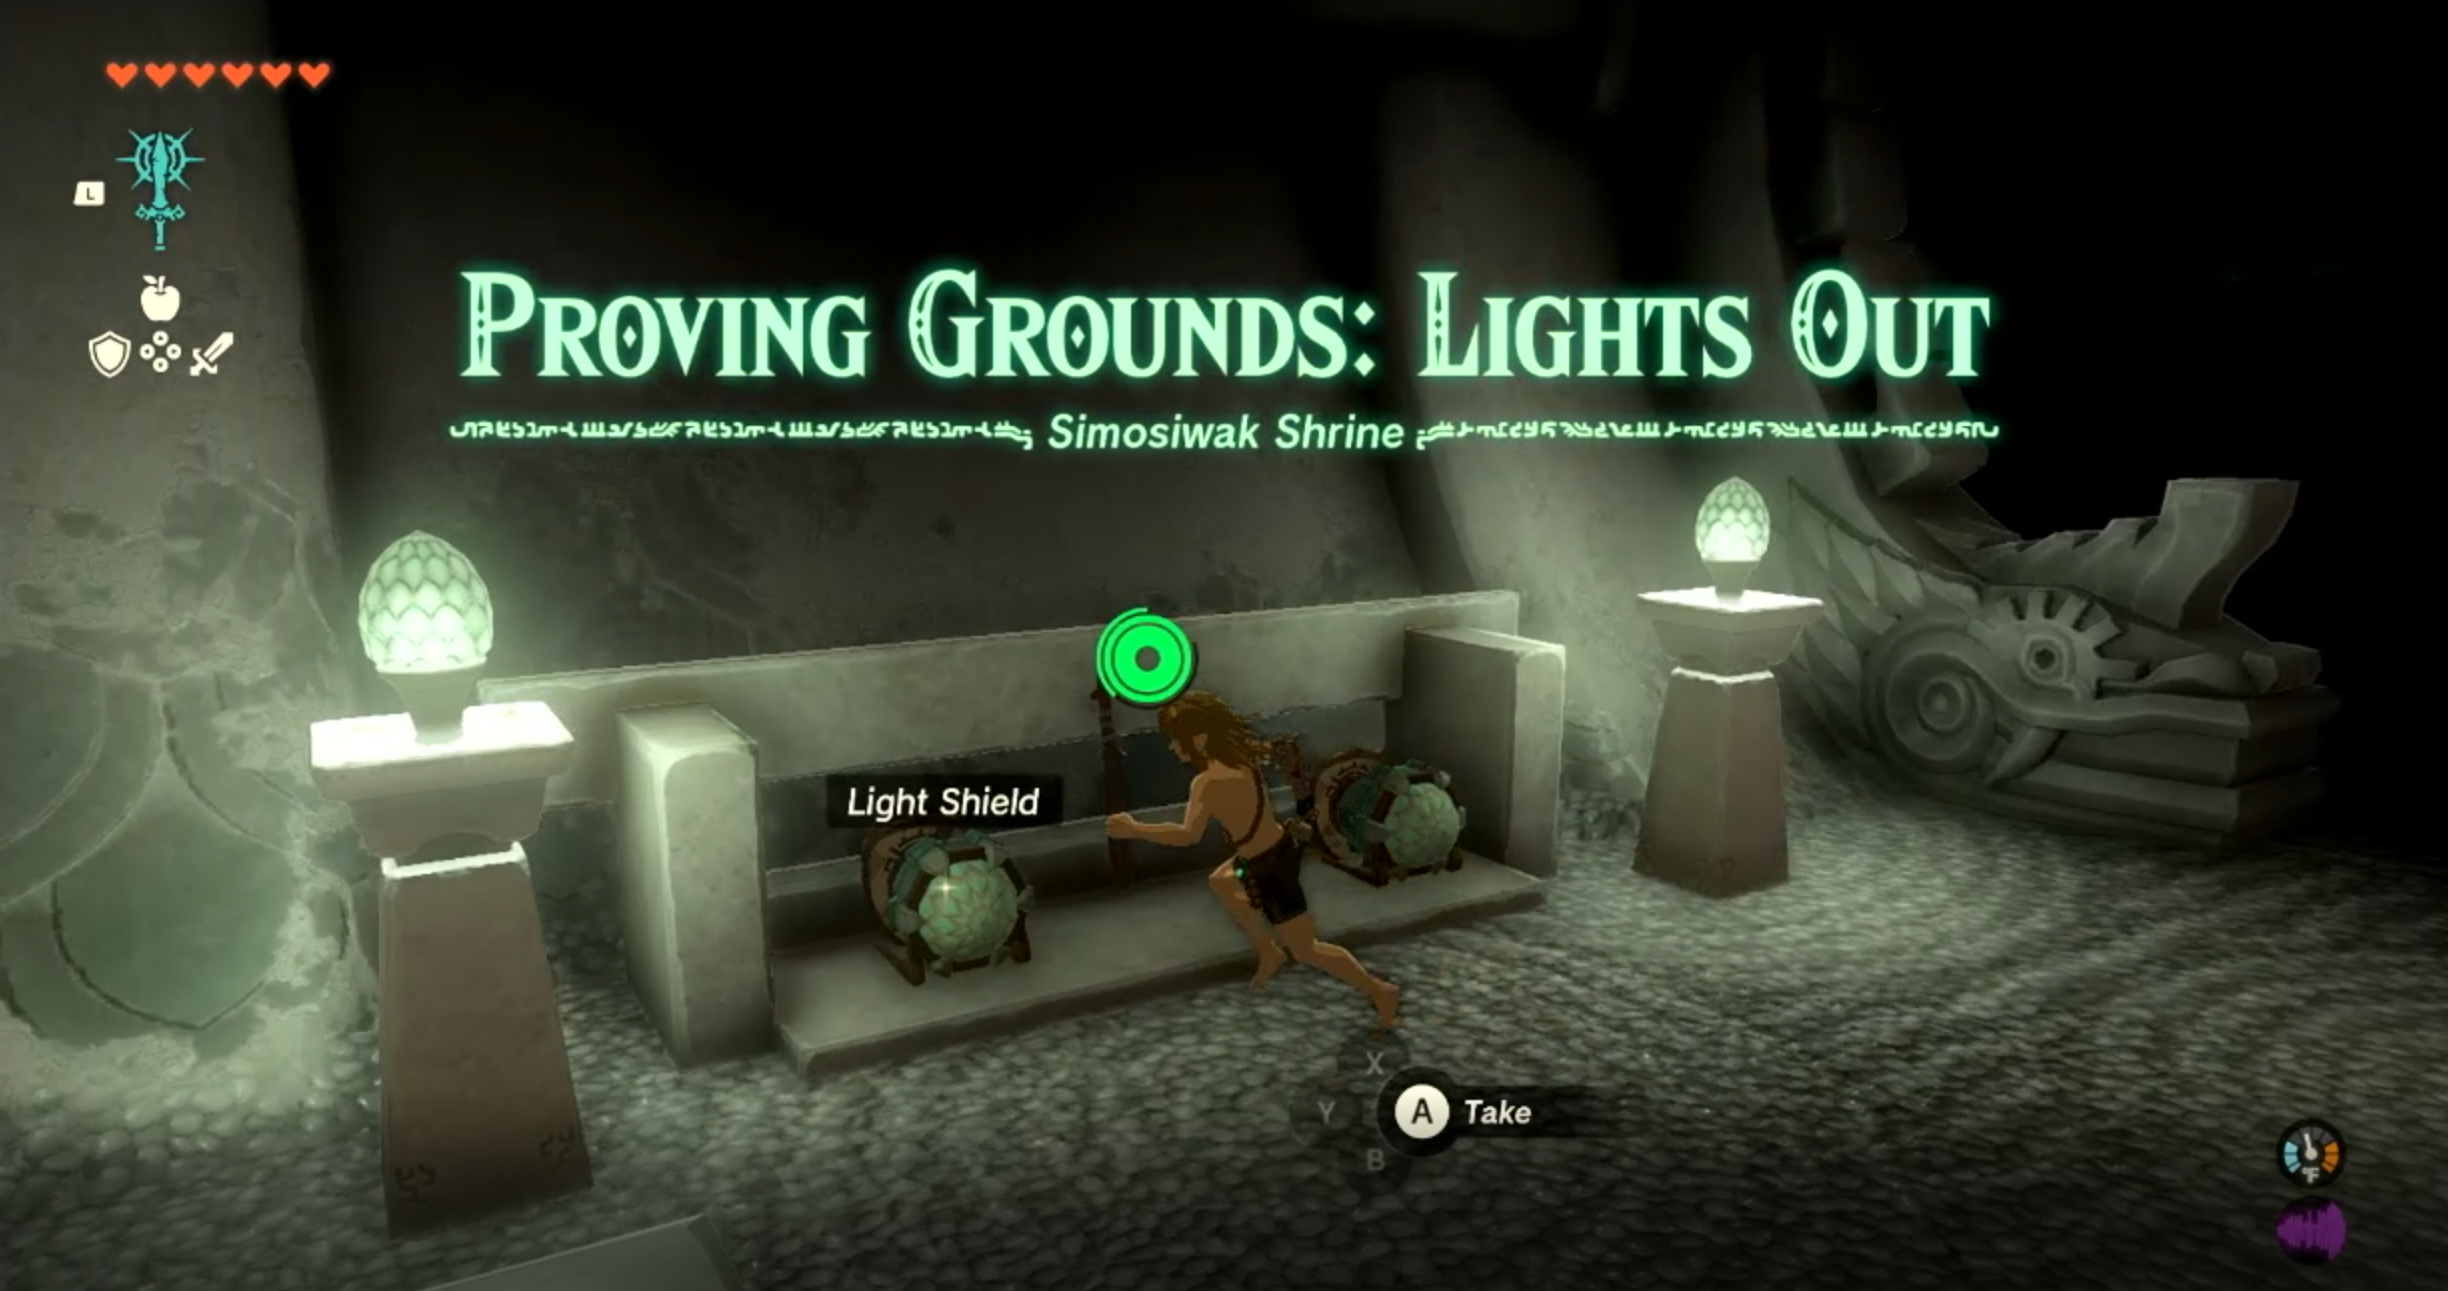 L
PROVING GROUNDS: LIGHTS OUT
Simosiwak Shrine
Light Shield
X
Y
A Take
B
°F